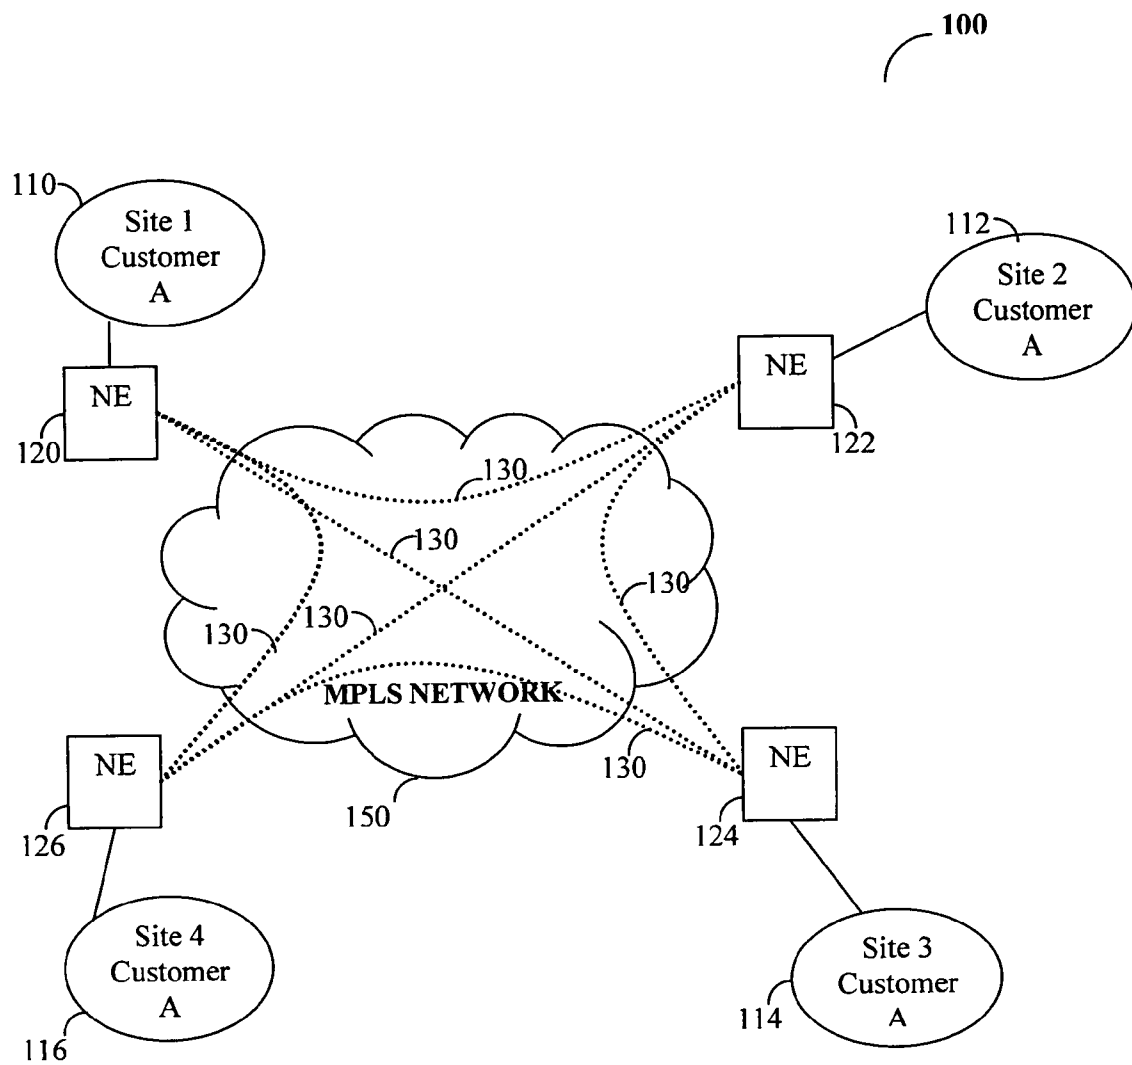 100
110
Site 1
Customer
A
112
Site 2
Customer
A
NE
120
NE
122
130
130
130
130
130
MPLS NETWORK
130
150
NE
126
NE
124
Site 4
Customer
A
116
Site 3
Customer
A
114